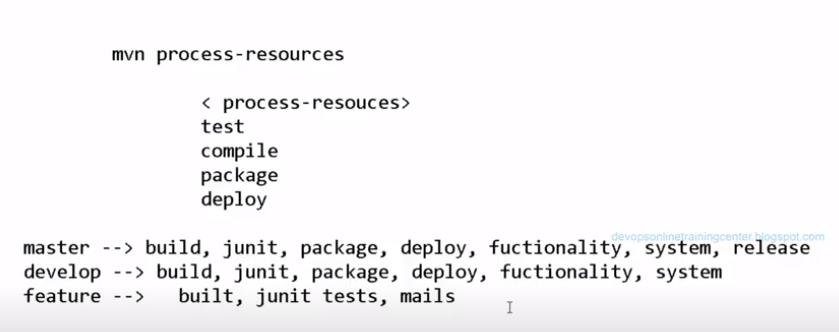 mvn process-resources
< process-resouces>
test
compile
package
deploy
devopsonlinetrainingcenter.blogspot.com
master --> build, junit, package, deploy, fuctionality, system, release
develop --> build, junit, package, deploy, fuctionality, system
feature --> built, junit tests, mails